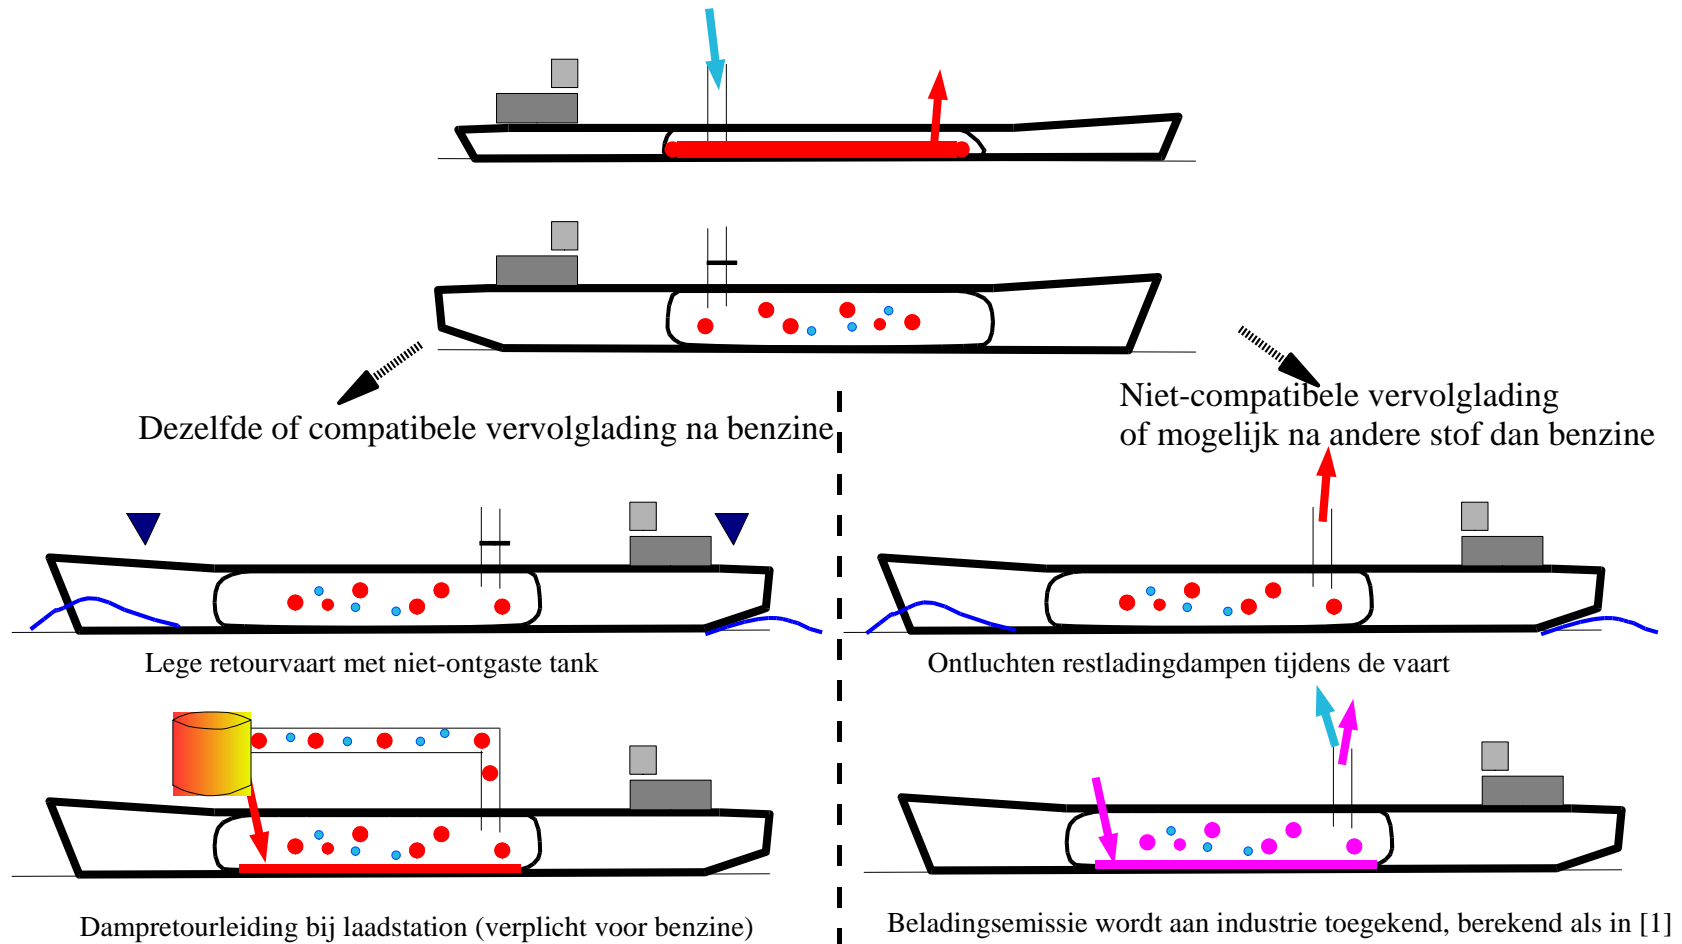 Dezelfde of compatibele vervolglading na benzine
Niet-compatibele vervolglading
of mogelijk na andere stof dan benzine
Lege retourvaart met niet-ontgaste tank
Ontluchten restladingdampen tijdens de vaart
Dampretourleiding bij laadstation (verplicht voor benzine)
Beladingsemissie wordt aan industrie toegekend, berekend als in [1]